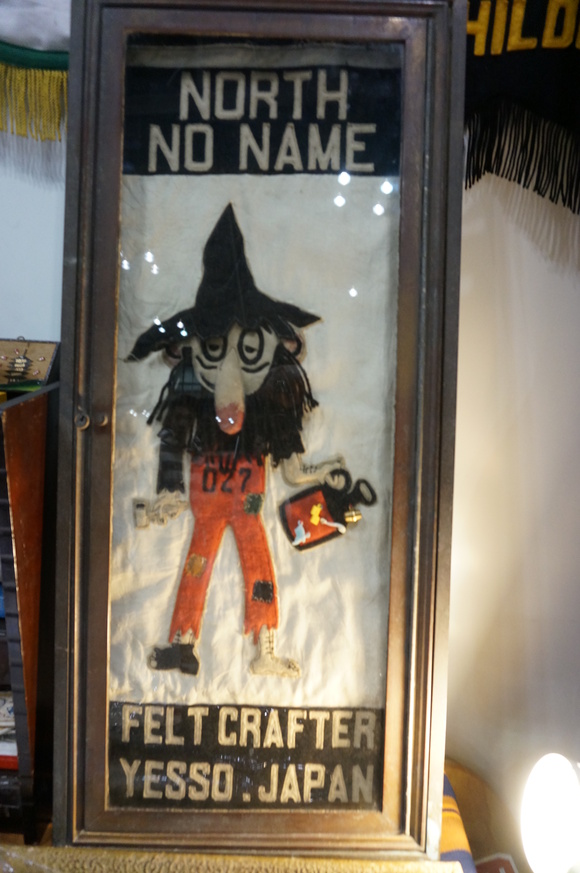 NORTH
NO NAME
027
FELT CRAFTER
YESSO.JAPAN